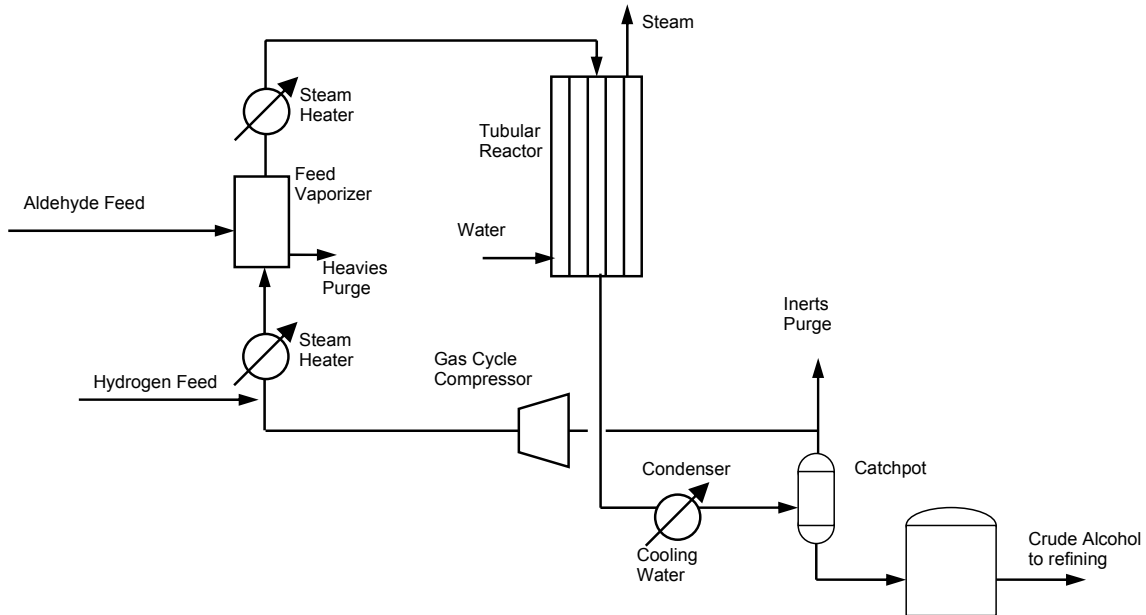 Steam
Steam
Heater
Tubular
Reactor
Feed
Vaporizer
Aldehyde Feed
Water
Heavies
Purge
Inerts
Purge
Steam
Heater
Gas Cycle
Compressor
Hydrogen Feed
Condenser
Catchpot
Cooling
Water
Crude Alcohol
to refining